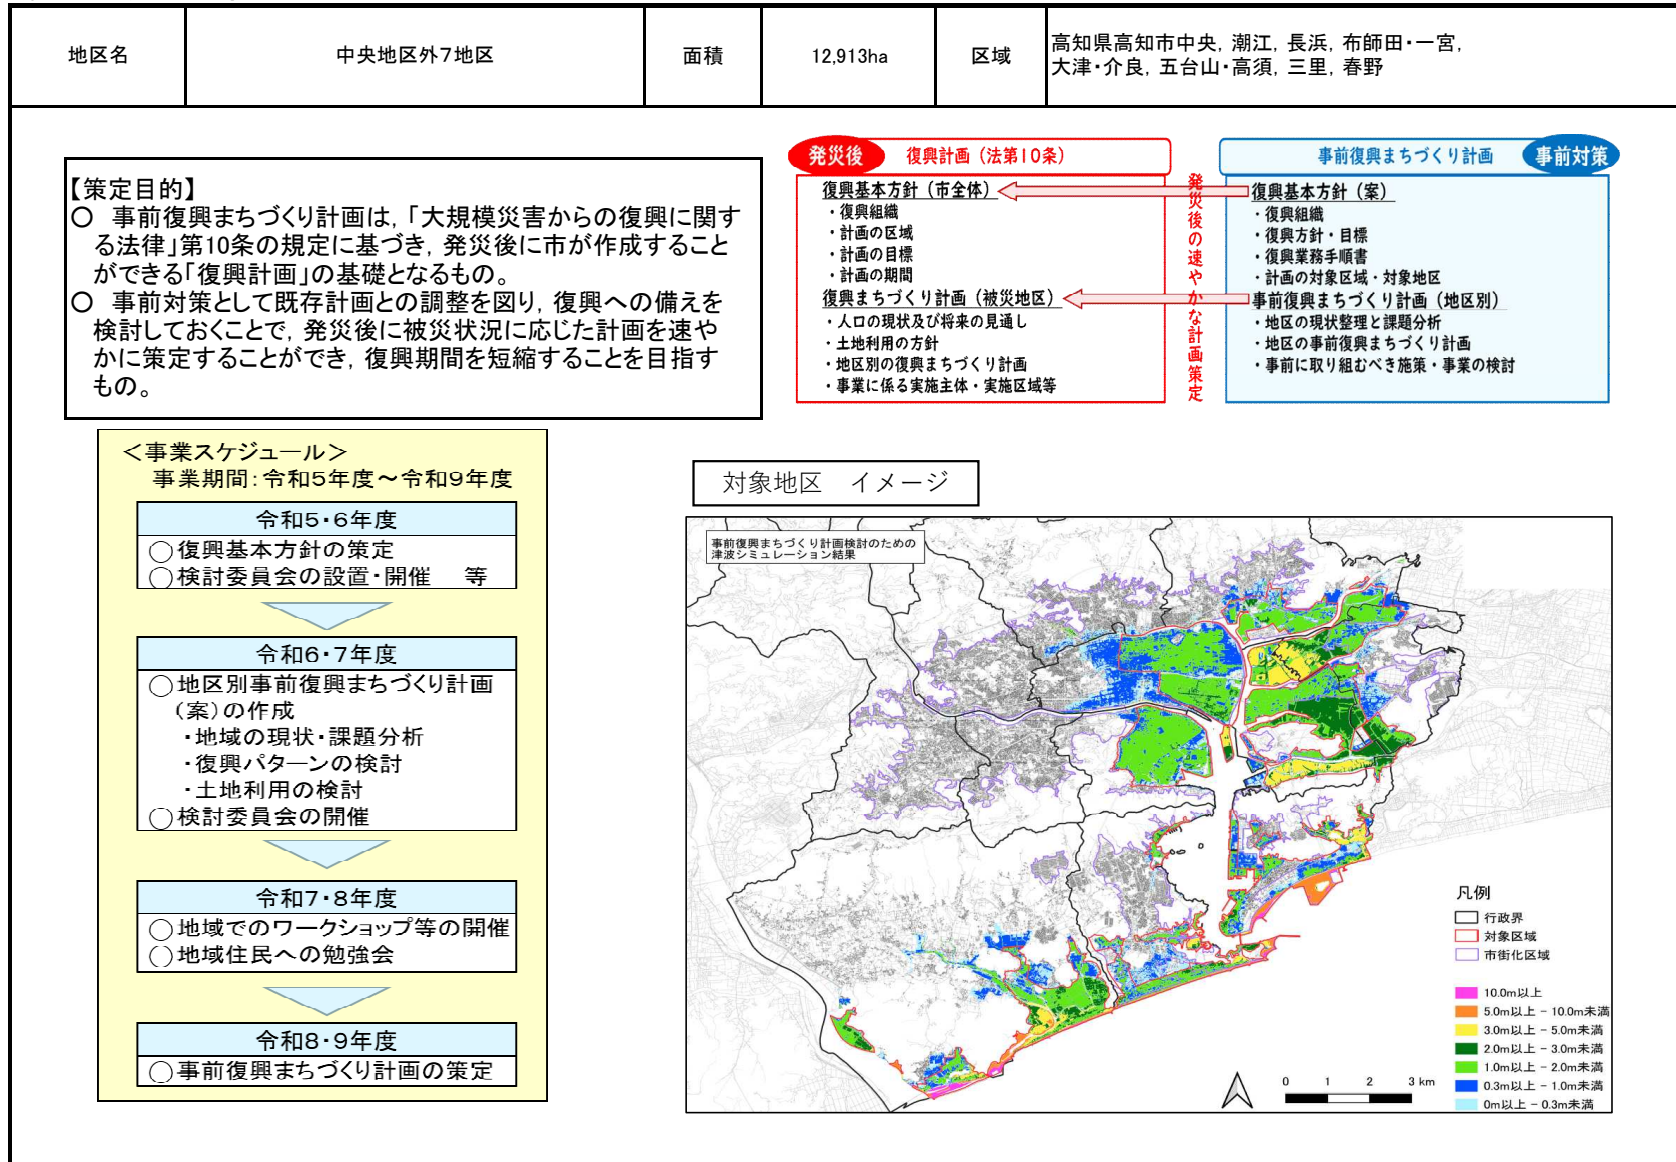 地区名
中央地区外7地区
面積
12,913ha
区域
高知県高知市中央, 潮江, 長浜, 布師田・一宮,
大津・介良, 五台山・高須, 三里, 春野
【策定目的】
○ 事前復興まちづくり計画は,「大規模災害からの復興に関す
る法律」第10条の規定に基づき, 発災後に市が作成すること
ができる「復興計画」の基礎となるもの。
○ 事前対策として既存計画との調整を図り, 復興への備えを
検討しておくことで, 発災後に被災状況に応じた計画を速や
かに策定することができ, 復興期間を短縮することを目指す
もの。
発災後
復興計画（法第10条）
復興基本方針（市全体）
・復興組織
・計画の区域
・計画の目標
・計画の期間
復興まちづくり計画（被災地区）
・人口の現状及び将来の見通し
・土地利用の方針
・地区別の復興まちづくり計画
・事業に係る実施主体・実施区域等
発災後の速やかな計画策定
事前復興まちづくり計画
事前対策
復興基本方針（案）
・復興組織
・復興方針・目標
・復興業務手順書
・計画の対象区域・対象地区
事前復興まちづくり計画（地区別）
・地区の現状整理と課題分析
・地区の事前復興まちづくり計画
・事前に取り組むべき施策・事業の検討
＜事業スケジュール＞
事業期間：令和5年度～令和9年度
令和5・6年度
○復興基本方針の策定
○検討委員会の設置・開催 等
令和6・7年度
○地区別事前復興まちづくり計画
（案）の作成
・地域の現状・課題分析
・復興パターンの検討
・土地利用の検討
○検討委員会の開催
令和7・8年度
○地域でのワークショップ等の開催
○地域住民への勉強会
令和8・9年度
○事前復興まちづくり計画の策定
対象地区 イメージ
事前復興まちづくり計画検討のための
津波シミュレーション結果
凡例
行政界
対象区域
市街化区域
10.0m以上
5.0m以上 - 10.0m未満
3.0m以上 - 5.0m未満
2.0m以上 - 3.0m未満
1.0m以上 - 2.0m未満
0.3m以上 - 1.0m未満
0m以上 - 0.3m未満
0 1 2 3 km